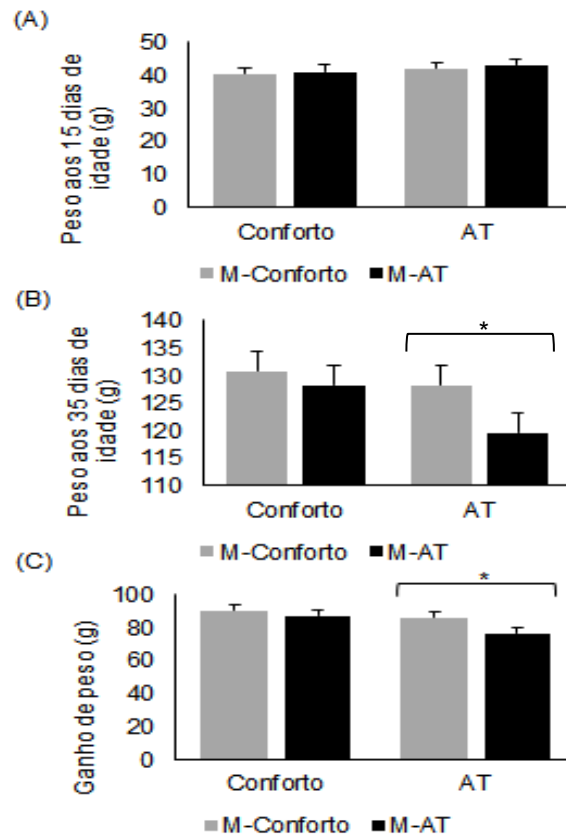 (A)
Peso aos 15 dias de
idade (g)
50
40
30
20
10
0
Conforto AT
M-Conforto M-AT
(B)
Peso aos 35 dias de
idade (g)
140
135
130
125
120
115
110
*
Conforto AT
M-Conforto M-AT
(C)
Ganho de peso (g)
100
80
60
40
20
0
*
Conforto AT
M-Conforto M-AT